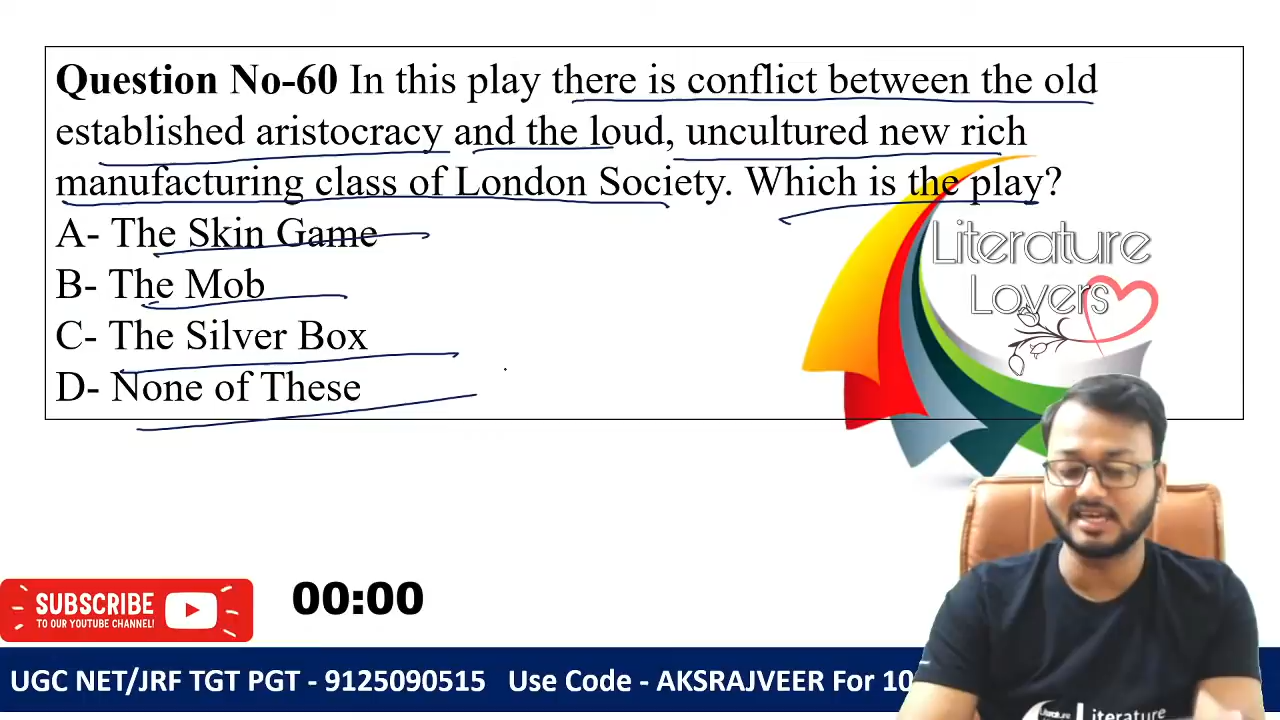 Question No-60 In this play there is conflict between the old
established aristocracy and the loud, uncultured new rich
manufacturing class of London Society. Which is the play?
A- The Skin Game
B- The Mob
C- The Silver Box
D- None of These
Literature
Lovers
SUBSCRIBE
TO OUR YOUTUBE CHANNEL!
00:00
UGC NET/JRF TGT PGT - 9125090515 Use Code - AKSRAJVEER For 10
Literature